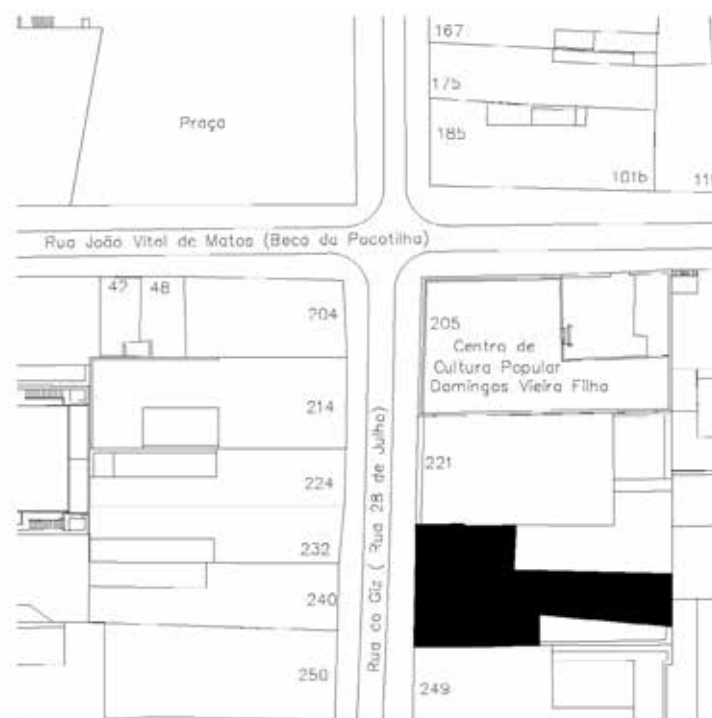 167
175
Praça
185
101b
11
Rua João Vital de Matos (Beco da Pacotilha)
42
48
204
205
Centro de
Cultura Popular
Domingos Vieira Filho
214
221
224
Rua do Giz ( Rua 28 de Julho)
232
240
250
249